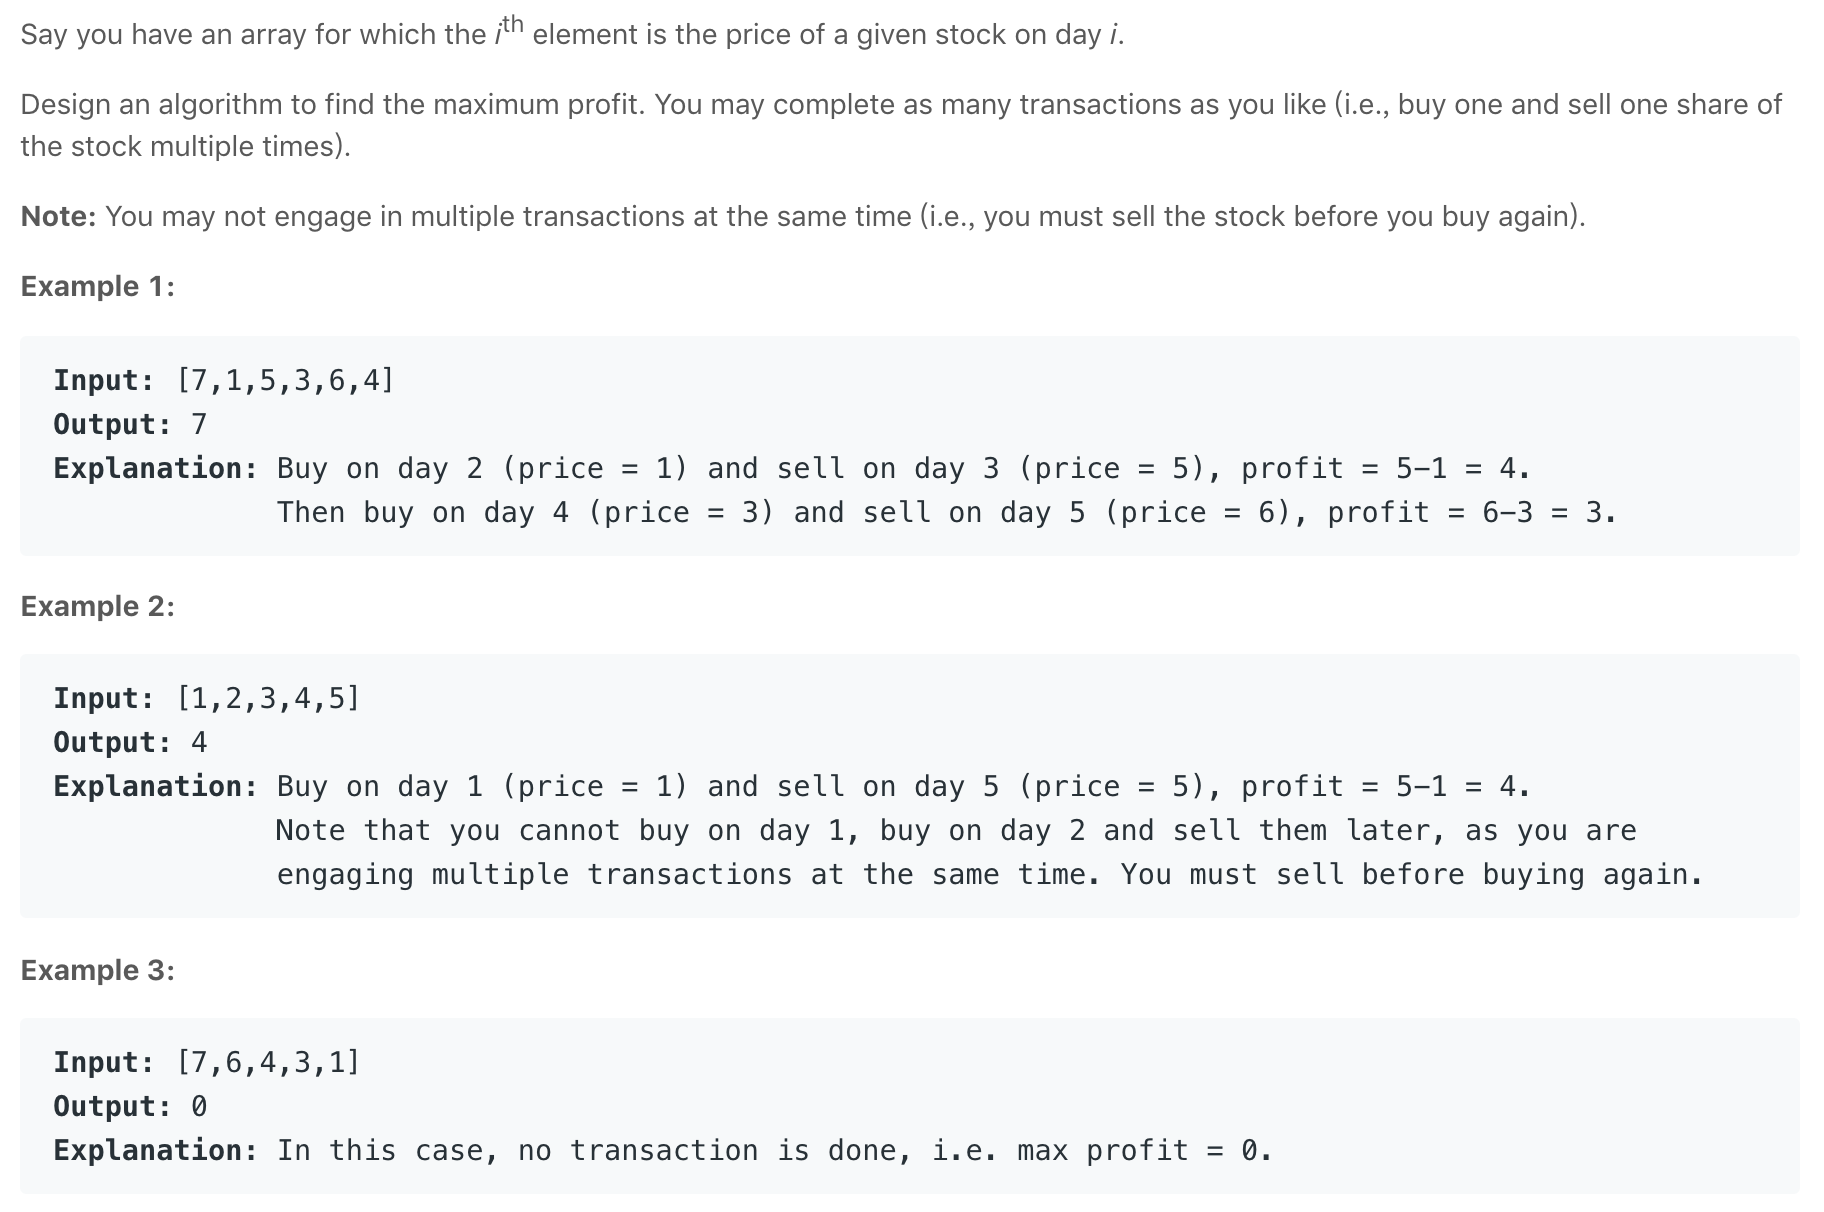 Say you have an array for which the ith element is the price of a given stock on day i.
Design an algorithm to find the maximum profit. You may complete as many transactions as you like (i.e., buy one and sell one share of
the stock multiple times).
Note: You may not engage in multiple transactions at the same time (i.e., you must sell the stock before you buy again).
Example 1:
Input: [7,1,5,3,6,4]
Output: 7
Explanation: Buy on day 2 (price = 1) and sell on day 3 (price = 5), profit = 5-1 = 4.
Then buy on day 4 (price = 3) and sell on day 5 (price = 6), profit = 6-3 = 3.
Example 2:
Input: [1,2,3,4,5]
Output: 4
Explanation: Buy on day 1 (price = 1) and sell on day 5 (price = 5), profit = 5-1 = 4.
Note that you cannot buy on day 1, buy on day 2 and sell them later, as you are
engaging multiple transactions at the same time. You must sell before buying again.
Example 3:
Input: [7,6,4,3,1]
Output: 0
Explanation: In this case, no transaction is done, i.e. max profit = 0.